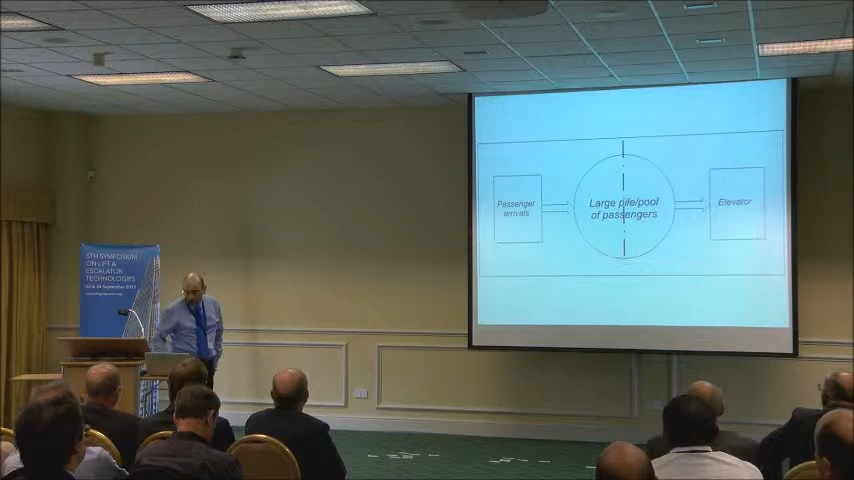 5TH SYMPOSIUM
ON LIFT &
ESCALATOR
TECHNOLOGIES
Passenger
arrivals
Large pile/pool
of passengers
Elevator